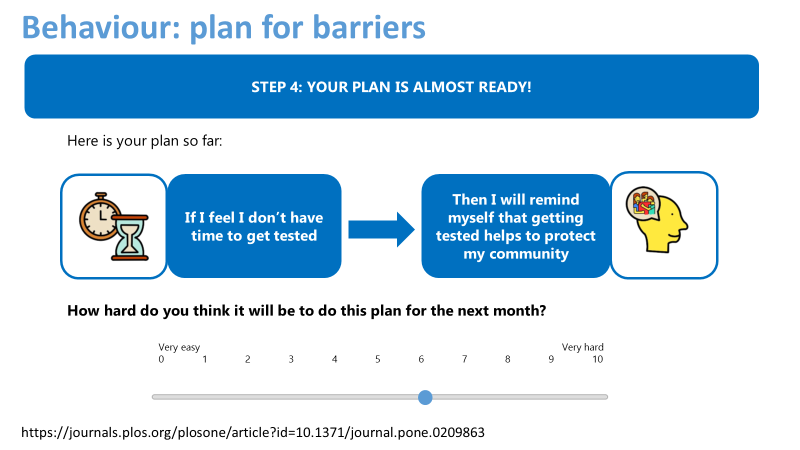 Behaviour: plan for barriers
STEP 4: YOUR PLAN IS ALMOST READY!
Here is your plan so far:
If I feel I don’t have
time to get tested
Then I will remind
myself that getting
tested helps to protect
my community
How hard do you think it will be to do this plan for the next month?
Very easy Very hard
0 1 2 3 4 5 6 7 8 9 10
https://journals.plos.org/plosone/article?id=10.1371/journal.pone.0209863